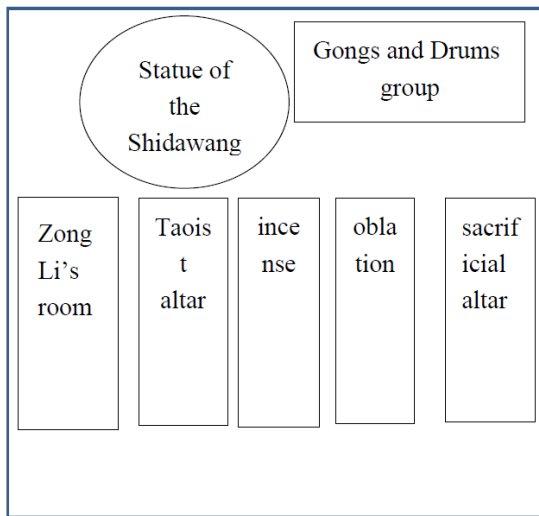 Statue of
the
Shidawang
Gongs and Drums
group
Zong
Li’s
room
Taois
t
altar
ince
nse
obla
tion
sacrif
icial
altar